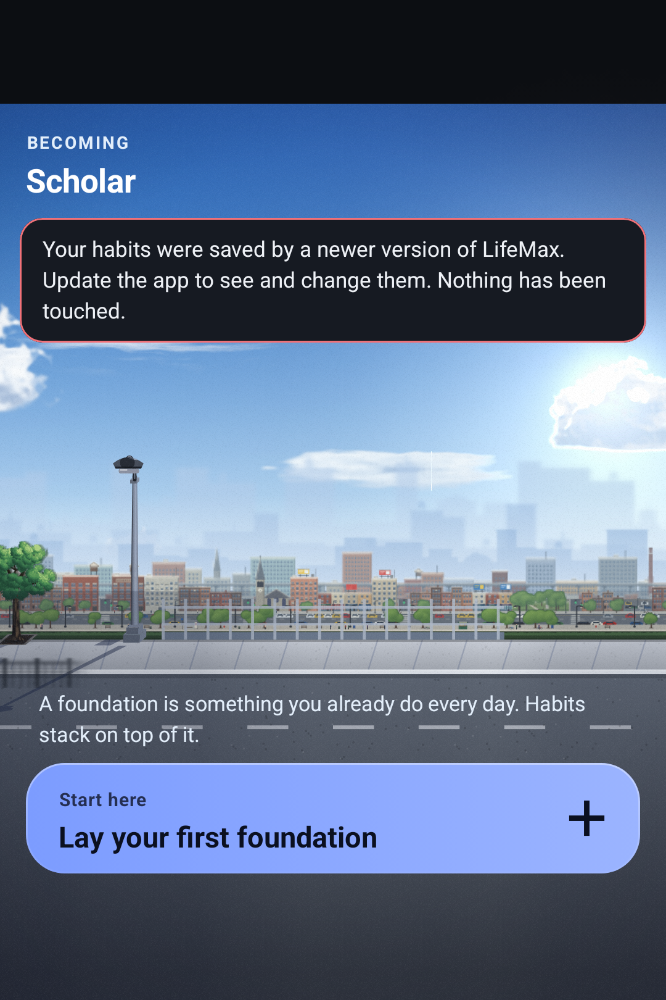 BECOMING
Scholar
Your habits were saved by a newer version of LifeMax.
Update the app to see and change them. Nothing has been
touched.
A foundation is something you already do every day. Habits
stack on top of it.
Start here
Lay your first foundation